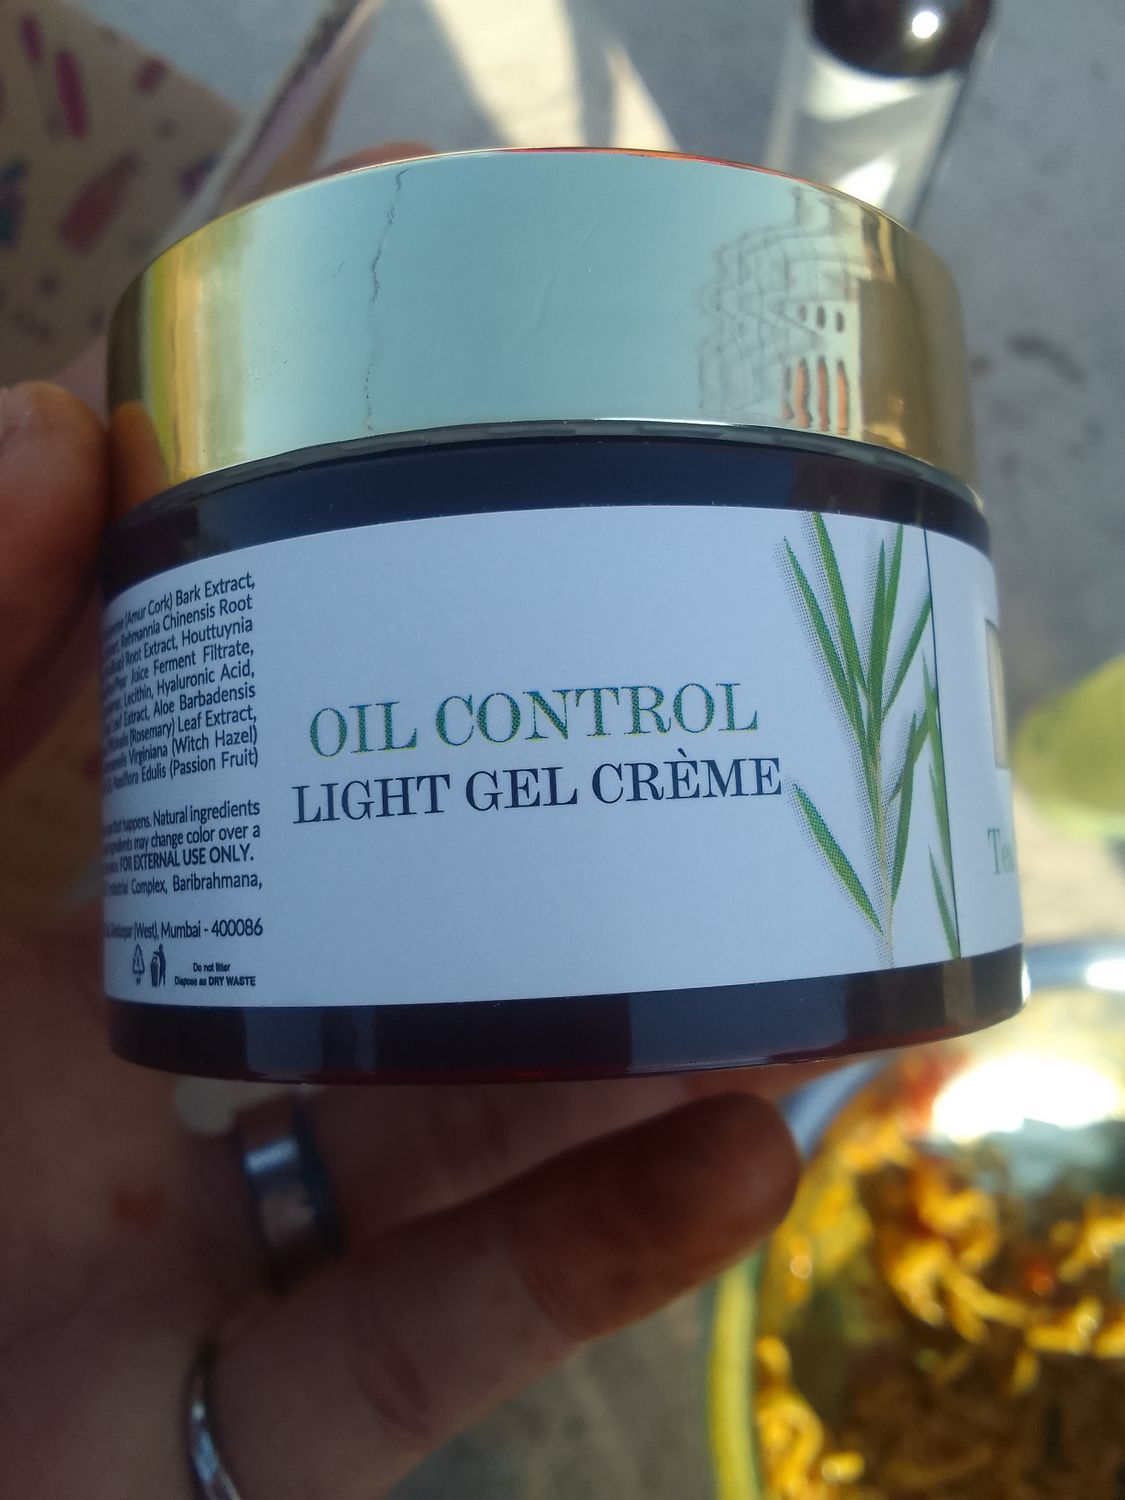 (Amur Cork) Bark Extract,
Rehmannia Chinensis Root
Root Extract, Houttuynia
Juice Ferment Filtrate,
Lecithin, Hyaluronic Acid,
Leaf Extract, Aloe Barbadensis
(Rosemary) Leaf Extract,
Virginiana (Witch Hazel)
Edulis (Passion Fruit)
that happens. Natural ingredients
ingredients may change color over a
FOR EXTERNAL USE ONLY.
Industrial Complex, Baribrahmana,
(West), Mumbai - 400086
Do not litter
Dispose as DRY WASTE
OIL CONTROL
LIGHT GEL CRÈME